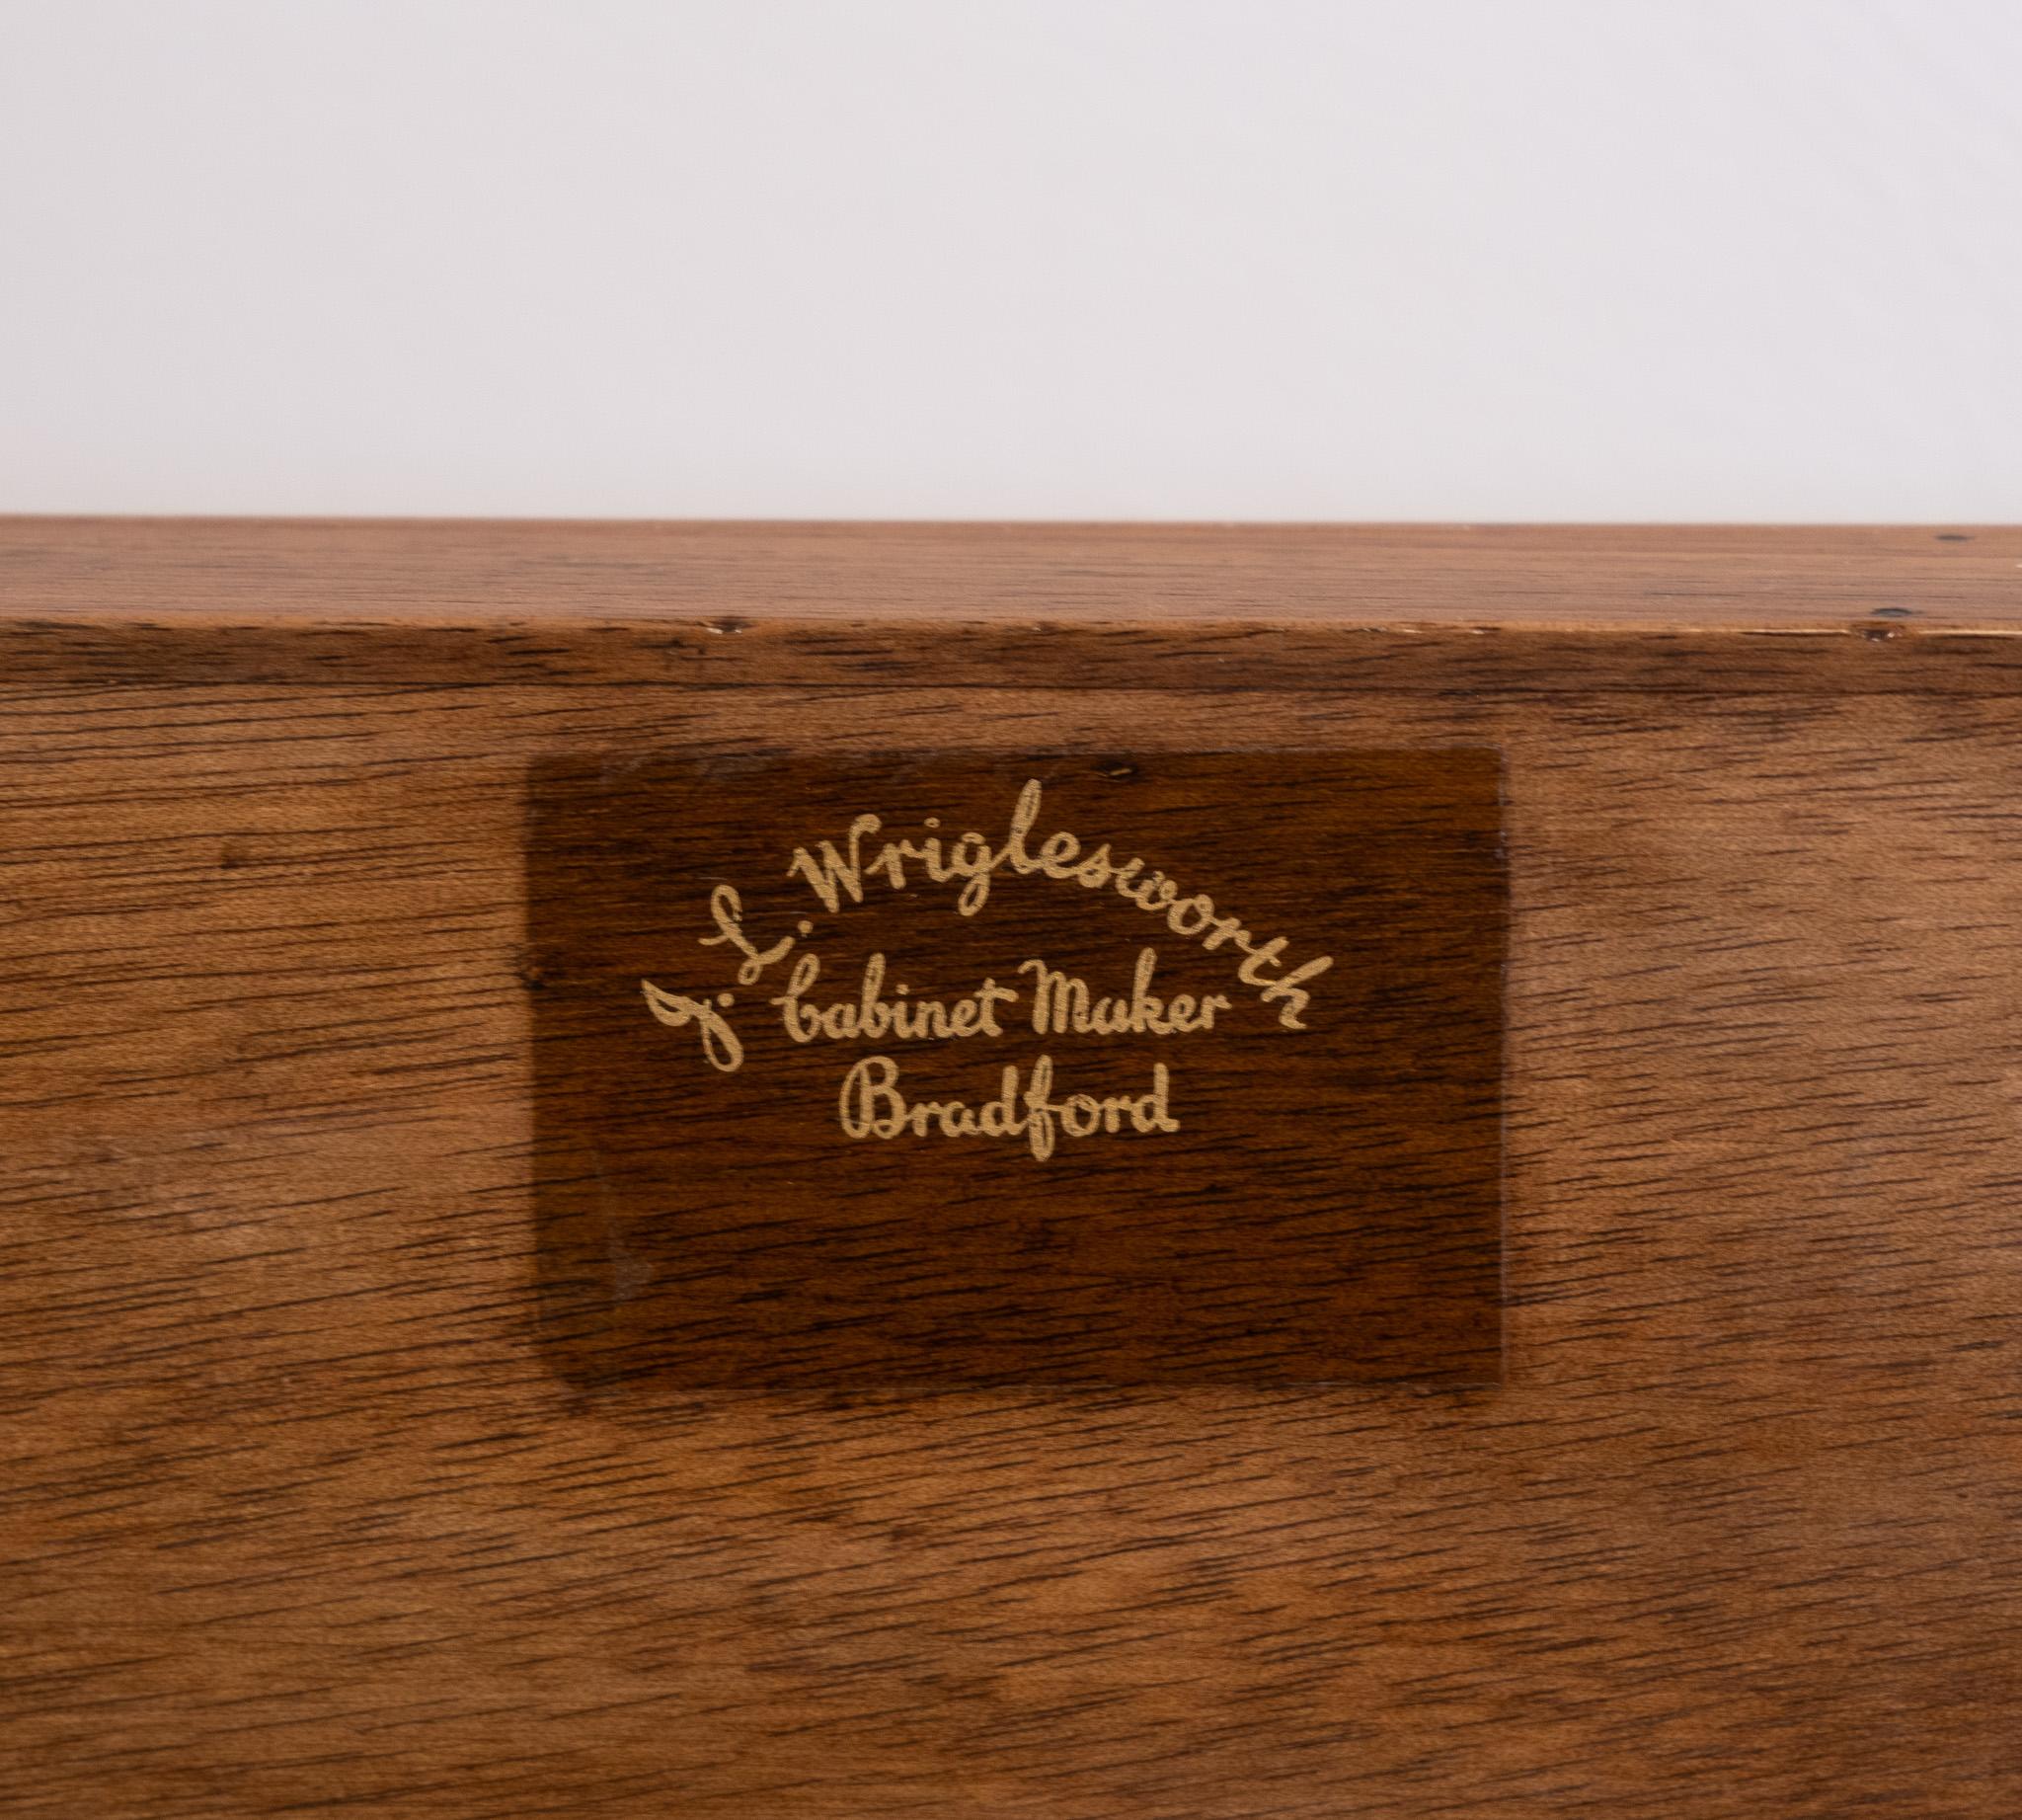 J. L. Wriglesworth
Cabinet Maker
Bradford